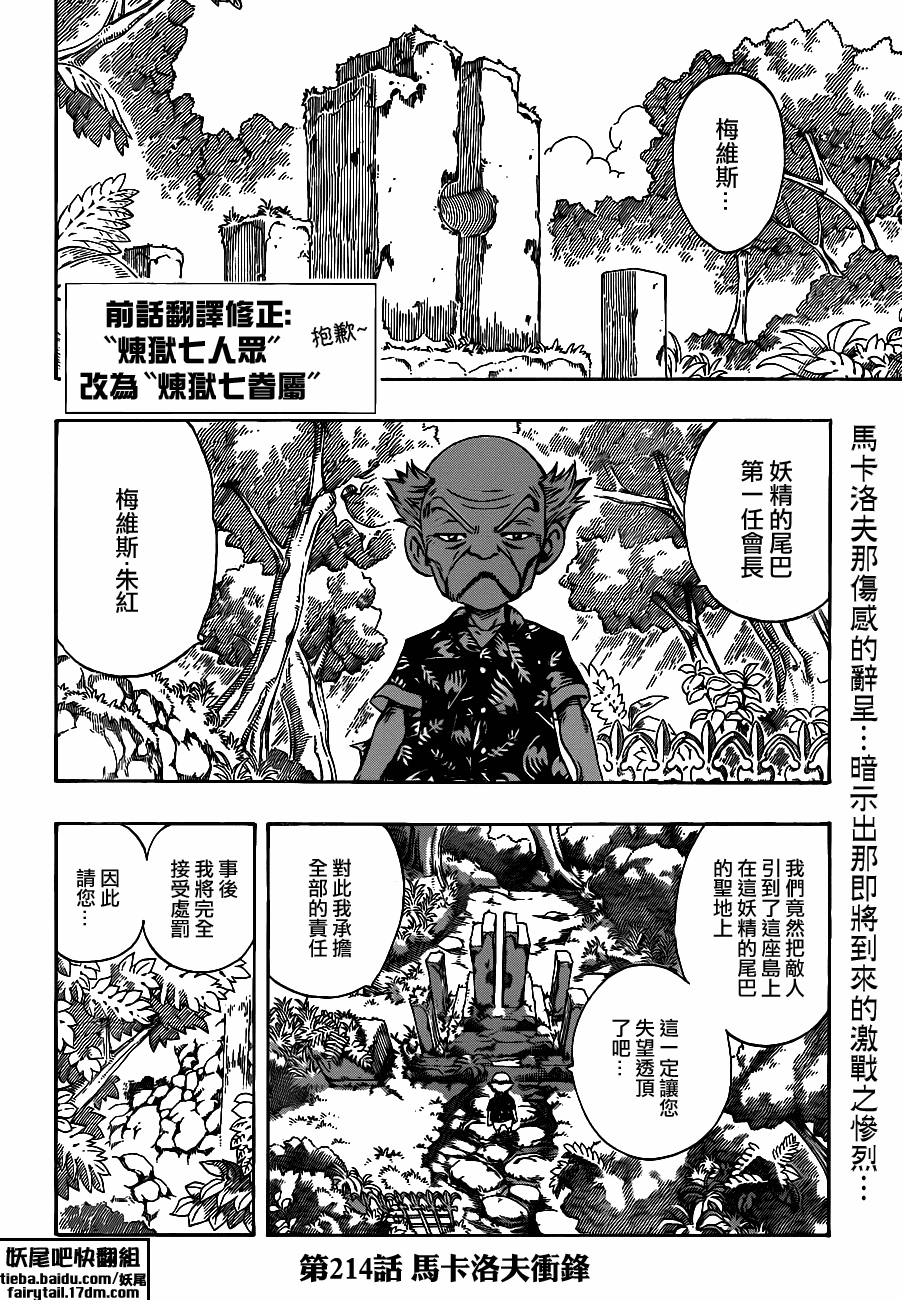 梅維斯…
前話翻譯修正:
〝煉獄七人眾〞
改為〝煉獄七眷屬〞
抱歉~
妖精的尾巴
第一任會長
梅維斯·朱紅
馬卡洛夫那傷感的辭呈…暗示出那即將到來的激戰之慘烈…
我們竟然把敵人
引到了這座島上
在這妖精的尾巴
的聖地上
這一定讓您
失望透頂
了吧…
對此我承擔
全部的責任
事後
我將完全
接受處罰
因此
請您…
第214話 馬卡洛夫衝鋒
妖尾吧快翻組
tieba.baidu.com/妖尾
fairytail.17dm.com